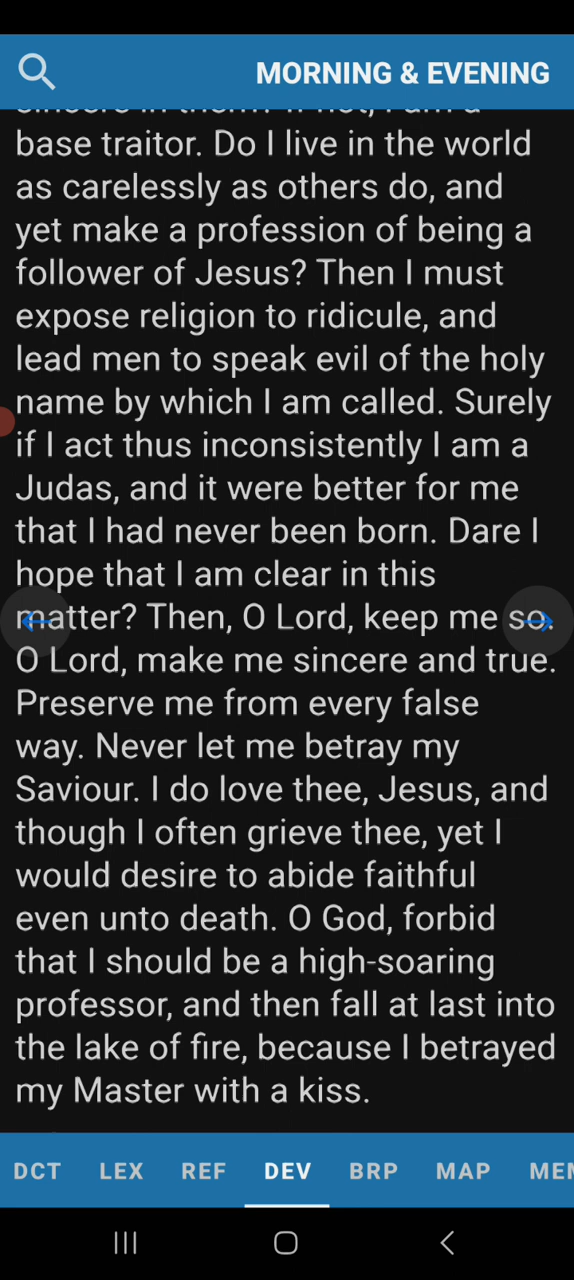 MORNING & EVENING
base traitor. Do I live in the world
as carelessly as others do, and
yet make a profession of being a
follower of Jesus? Then I must
expose religion to ridicule, and
lead men to speak evil of the holy
name by which I am called. Surely
if I act thus inconsistently I am a
Judas, and it were better for me
that I had never been born. Dare I
hope that I am clear in this
matter? Then, O Lord, keep me so.
O Lord, make me sincere and true.
Preserve me from every false
way. Never let me betray my
Saviour. I do love thee, Jesus, and
though I often grieve thee, yet I
would desire to abide faithful
even unto death. O God, forbid
that I should be a high-soaring
professor, and then fall at last into
the lake of fire, because I betrayed
my Master with a kiss.
DCT LEX REF DEV BRP MAP